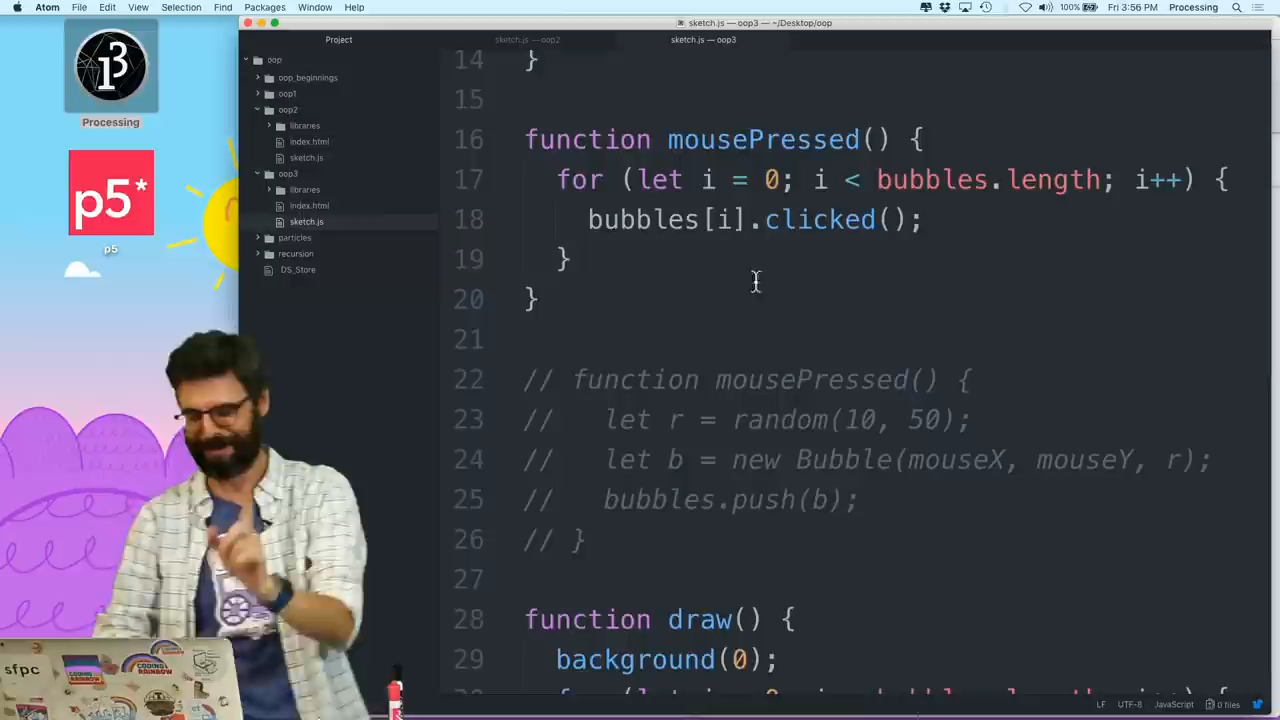 Atom File Edit View Selection Find Packages Window Help 100% Fri 3:56 PM Processing
sketch.js — oop3 — ~/Desktop/oop
Project sketch.js — oop2 sketch.js — oop3
Processing
p5*
p5
oop
oop_beginnings
oop1
oop2
libraries
index.html
sketch.js
oop3
libraries
index.html
sketch.js
particles
recursion
.DS_Store
14 }
15
16 function mousePressed() {
17 for (let i = 0; i < bubbles.length; i++) {
18 bubbles[i].clicked();
19 }
20 }
21
22 // function mousePressed() {
23 // let r = random(10, 50);
24 // let b = new Bubble(mouseX, mouseY, r);
25 // bubbles.push(b);
26 // }
27
28 function draw() {
29 background(0);
sfpc
CODING RAINBOW
LF UTF-8 JavaScript 0 files